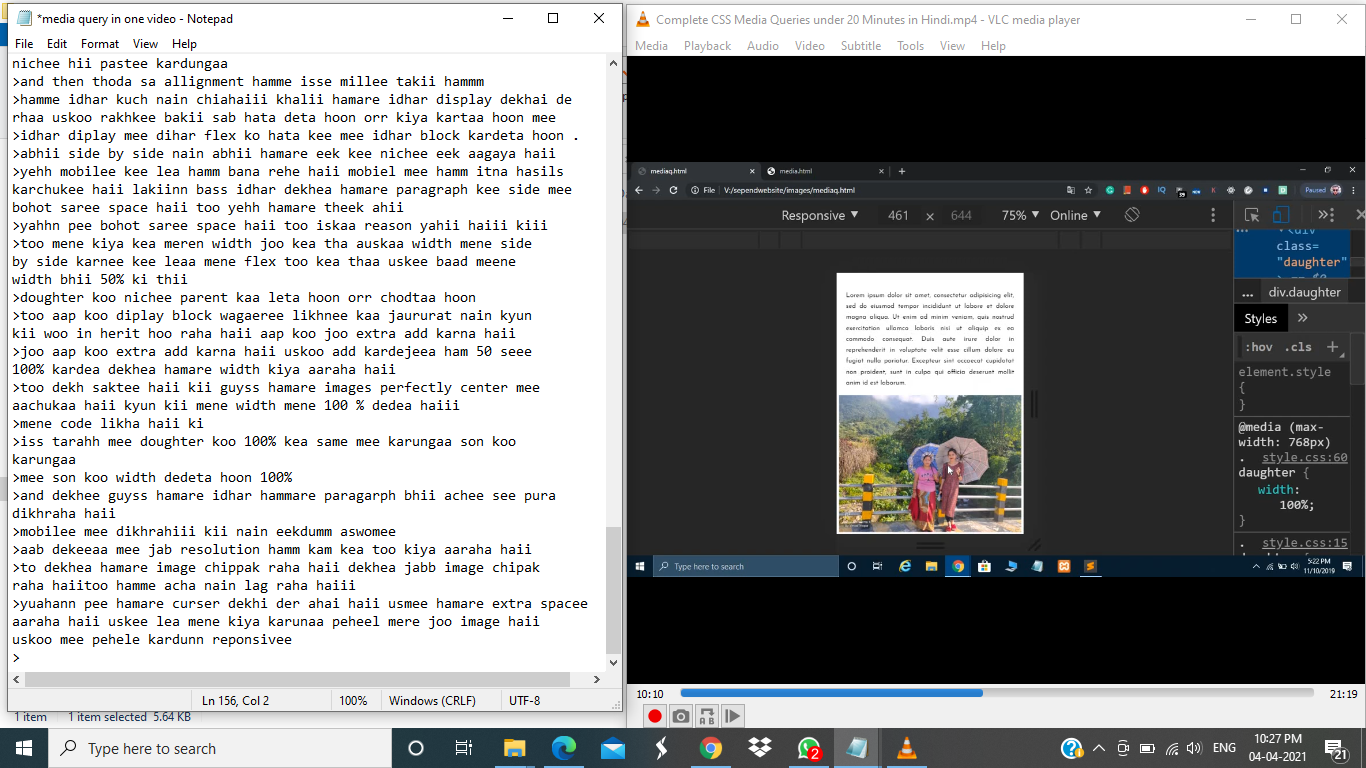 *media query in one video - Notepad
File Edit Format View Help
nichee hii pastee kardungaa
>and then thoda sa allignment hamme isse millee takii hammm
>hamme idhar kuch nain chiahaiii khalii hamare idhar display dekhai de
rhaa uskoo rakhkee bakii sab hata deta hoon orr kiya kartaa hoon mee
>idhar diplay mee dihar flex ko hata kee mee idhar block kardeta hoon .
>abhii side by side nain abhii hamare eek kee nichee eek aagaya haii
>yehh mobilee kee lea hamm bana rehe haii mobiel mee hamm itna hasils
karchukee haii lakiinn bass idhar dekhea hamare paragraph kee side mee
bohot saree space haii too yehh hamare theek ahii
>yahhn pee bohot saree space haii too iskaa reason yahii haiii kiii
>too mene kiya kea meren width joo kea tha auskaa width mene side
by side karnee kee leaa mene flex too kea thaa uskee baad meene
width bhii 50% ki thii
>doughter koo nichee parent kaa leta hoon orr chodtaa hoon
>too aap koo diplay block wagaeree likhnee kaa jaururat nain kyun
kii woo in herit hoo raha haii aap koo joo extra add karna haii
>joo aap koo extra add karna haii uskoo add kardejeea ham 50 seee
100% kardea dekhea hamare width kiya aaraha haii
>too dekh saktee haii kii guyss hamare images perfectly center mee
aachukaa haii kyun kii mene width mene 100 % dedea haiii
>mene code likha haii ki
>iss tarahh mee doughter koo 100% kea same mee karungaa son koo
karungaa
>mee son koo width dedeta hoon 100%
>and dekhee guyss hamare idhar hammare paragarph bhii achee see pura
dikhraha haii
>mobilee mee dikhrahiii kii nain eekdumm aswomee
>aab dekeeaa mee jab resolution hamm kam kea too kiya aaraha haii
>to dekhea hamare image chippak raha haii dekhea jabb image chipak
raha haiitoo hamme acha nain lag raha haiii
>yuahann pee hamare curser dekhi der ahai haii usmee hamare extra spacee
aaraha haii uskee lea mene kiya karunaa peheel mere joo image haii
uskoo mee pehele kardunn reponsivee
>
Ln 156, Col 2 100% Windows (CRLF) UTF-8
1 item 1 item selected 5.64 KB
Complete CSS Media Queries under 20 Minutes in Hindi.mp4 - VLC media player
Media Playback Audio Video Subtitle Tools View Help
mediaq.html media.html
File V:/sependwebsite/images/mediaq.html Paused
Responsive 461 × 644 75% Online
<div
class=
"daughter"
... div.daughter
Styles
:hov .cls +
element.style
{
}
@media (max-
width: 768px)
. style.css:60
daughter {
width:
100%;
}
. style.css:15
Lorem ipsum dolor sit amet, consectetur adipisicing elit,
sed do eiusmod tempor incididunt ut labore et dolore
magna aliqua. Ut enim ad minim veniam, quis nostrud
exercitation ullamco laboris nisi ut aliquip ex ea
commodo consequat. Duis aute irure dolor in
reprehenderit in voluptate velit esse cillum dolore eu
fugiat nulla pariatur. Excepteur sint occaecat cupidatat
non proident, sunt in culpa qui officia deserunt mollit
anim id est laborum.
Type here to search
5:22 PM
11/10/2019
10:10 21:19
Type here to search
2
ENG
10:27 PM
04-04-2021
21